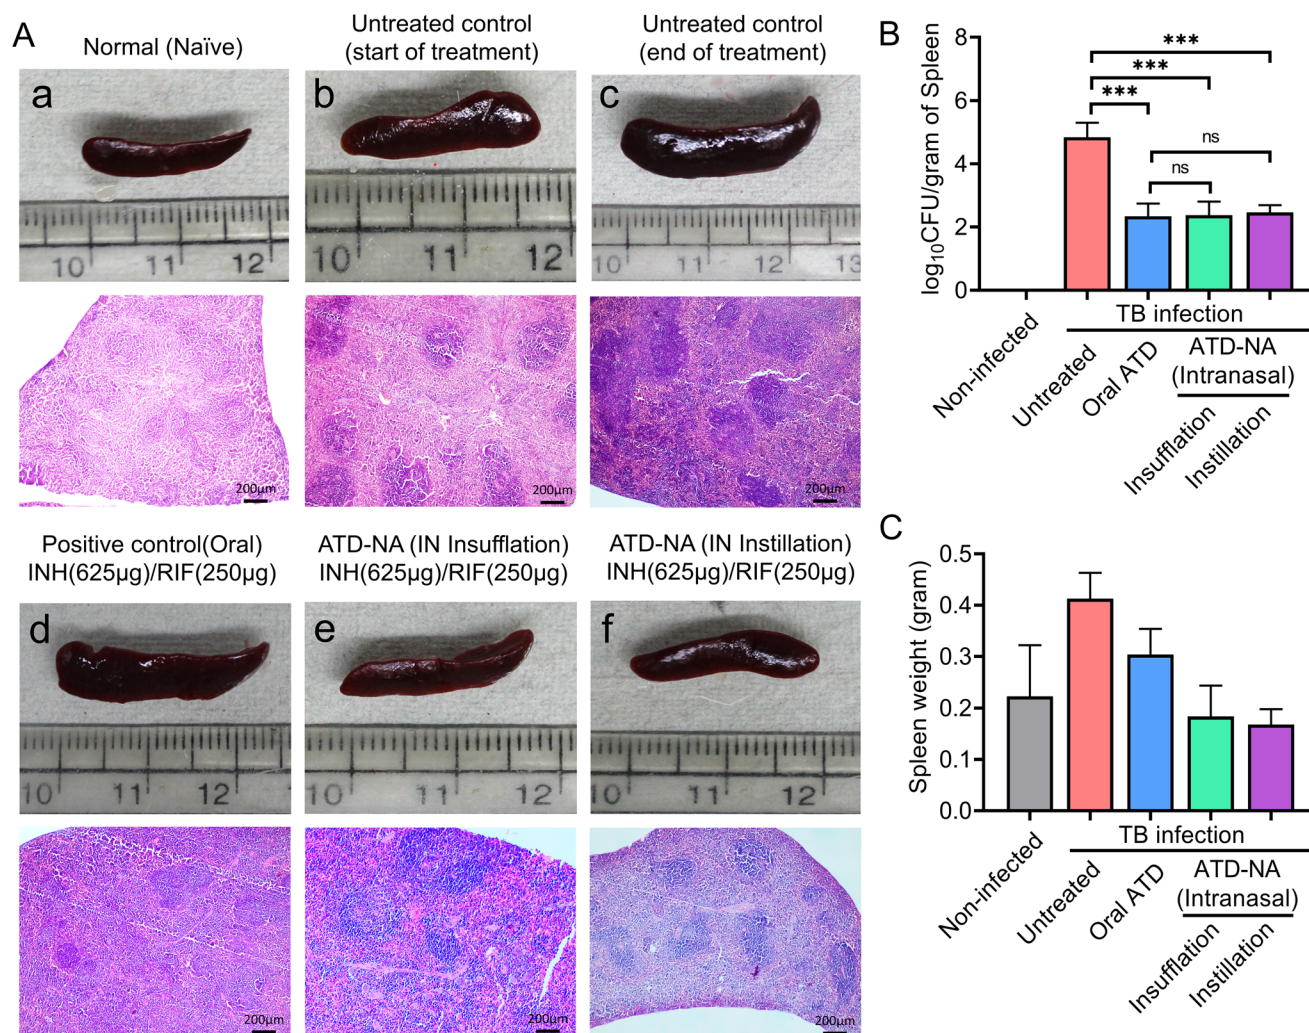 A
Normal (Naïve)
Untreated control
(start of treatment)
Untreated control
(end of treatment)
a
b
c
10 11 12
10 11 12
10 11 12 13
200µm
200µm
200µm
Positive control(Oral)
INH(625µg)/RIF(250µg)
ATD-NA (IN Insufflation)
INH(625µg)/RIF(250µg)
ATD-NA (IN Instillation)
INH(625µg)/RIF(250µg)
d
e
f
10 11 12
10 11 12
10 11 12
200µm
200µm
200µm
B
log₁₀CFU/gram of Spleen
8
6
4
2
0
***
***
***
ns
ns
Non-infected
Untreated
Oral ATD
TB infection
ATD-NA
(Intranasal)
Insufflation
Instillation
C
Spleen weight (gram)
0.5
0.4
0.3
0.2
0.1
0.0
Non-infected
Untreated
Oral ATD
TB infection
ATD-NA
(Intranasal)
Insufflation
Instillation